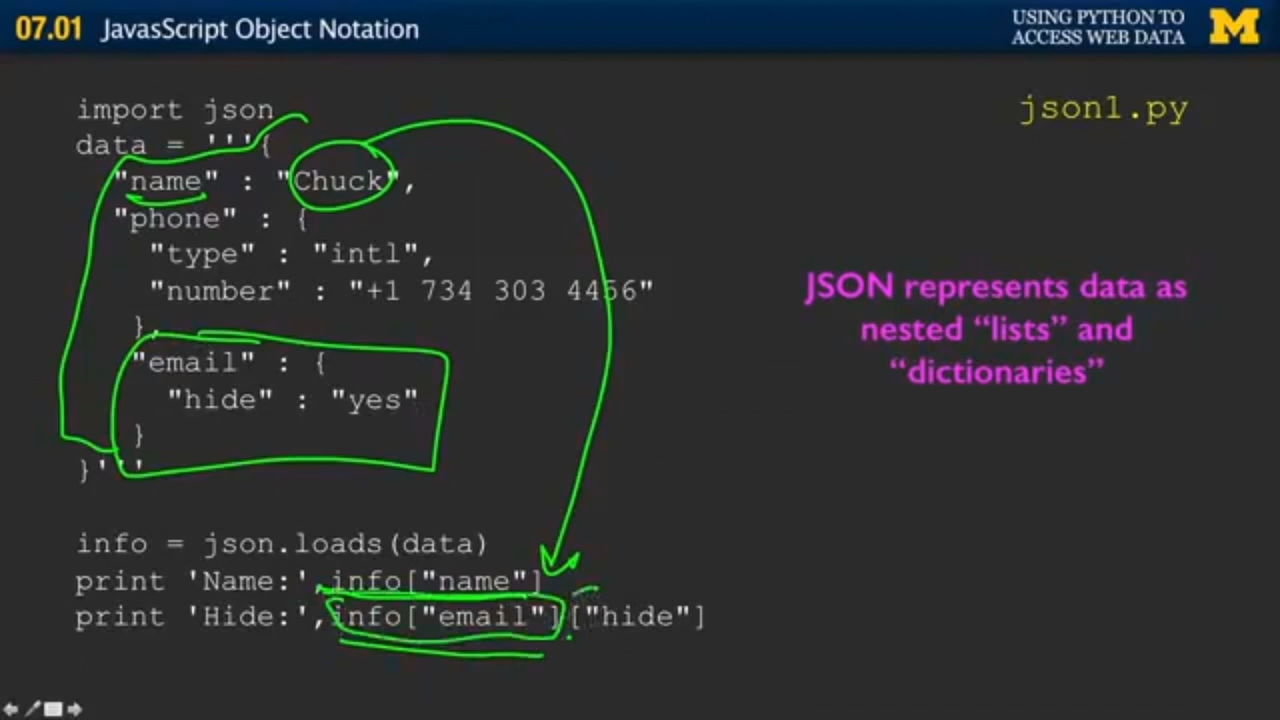 07.01 JavasScript Object Notation
USING PYTHON TO
ACCESS WEB DATA
M
json1.py
import json
data = '''{
"name" : "Chuck",
"phone" : {
"type" : "intl",
"number" : "+1 734 303 4456"
},
"email" : {
"hide" : "yes"
}
}'''
info = json.loads(data)
print 'Name:',info["name"]
print 'Hide:',info["email"]["hide"]
JSON represents data as
nested “lists” and
“dictionaries”